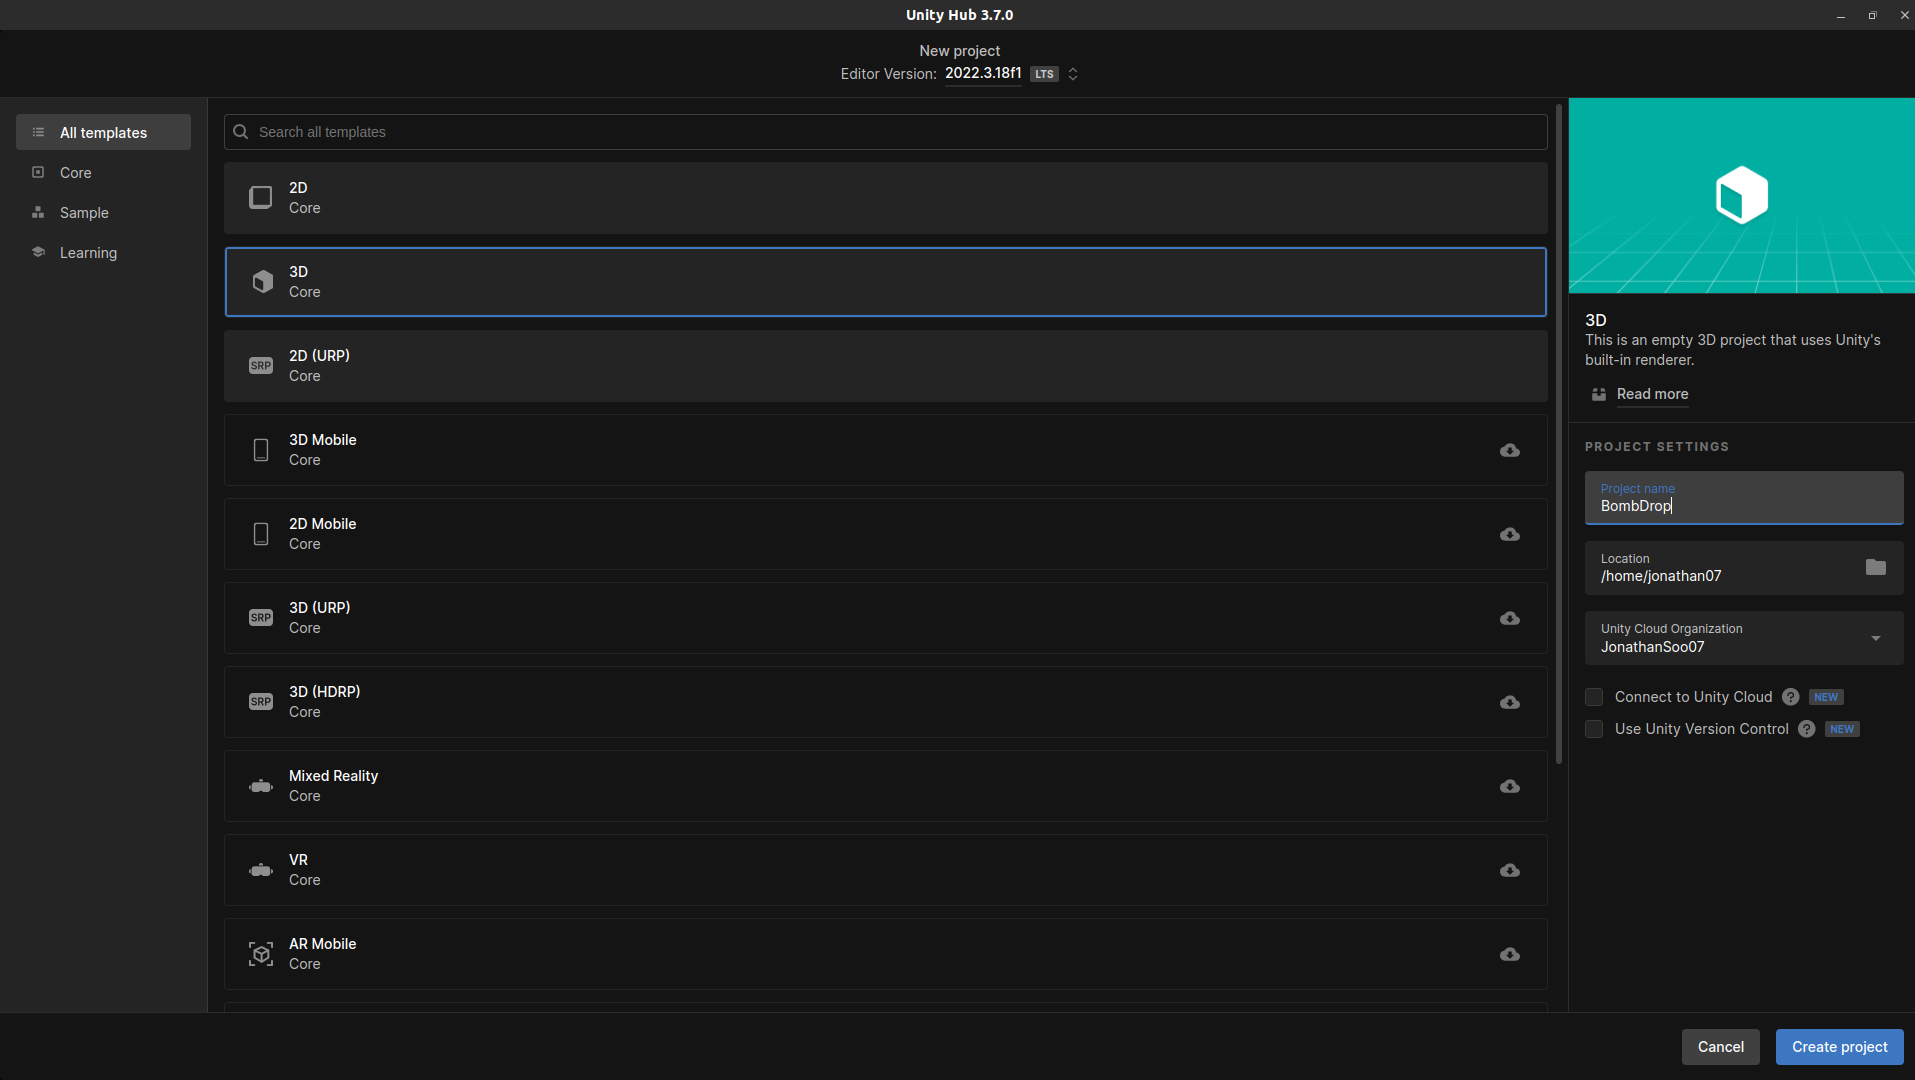 Unity Hub 3.7.0
New project
Editor Version: 2022.3.18f1 LTS
All templates
Core
Sample
Learning
Search all templates
2D
Core
3D
Core
SRP
2D (URP)
Core
3D Mobile
Core
2D Mobile
Core
SRP
3D (URP)
Core
SRP
3D (HDRP)
Core
Mixed Reality
Core
VR
Core
AR Mobile
Core
3D
This is an empty 3D project that uses Unity's
built-in renderer.
Read more
PROJECT SETTINGS
Project name
BombDrop
Location
/home/jonathan07
Unity Cloud Organization
JonathanSoo07
Connect to Unity Cloud ? NEW
Use Unity Version Control ? NEW
Cancel
Create project